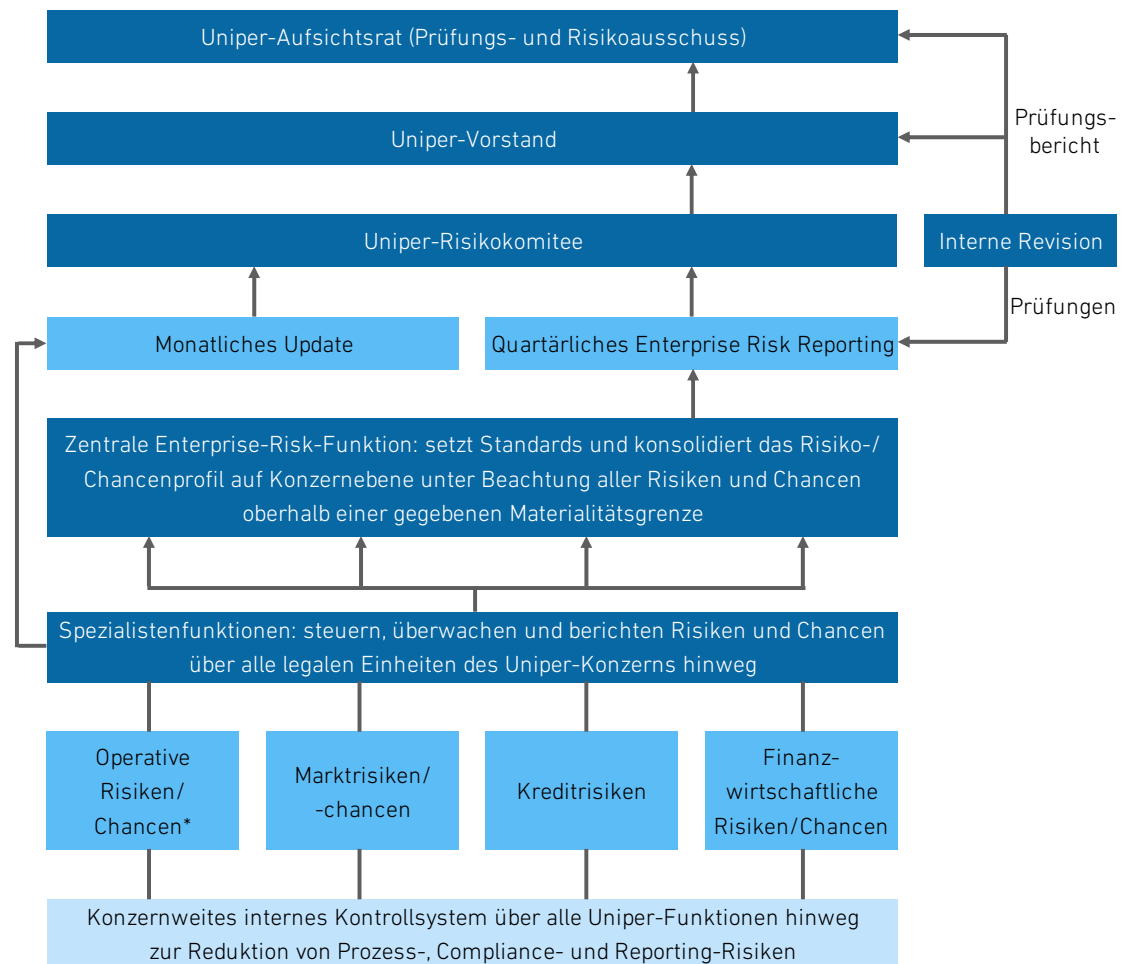 Uniper-Aufsichtsrat (Prüfungs- und Risikoausschuss)
Uniper-Vorstand
Prüfungs-
bericht
Uniper-Risikokomitee
Interne Revision
Prüfungen
Monatliches Update
Quartärliches Enterprise Risk Reporting
Zentrale Enterprise-Risk-Funktion: setzt Standards und konsolidiert das Risiko-/
Chancenprofil auf Konzernebene unter Beachtung aller Risiken und Chancen
oberhalb einer gegebenen Materialitätsgrenze
Spezialistenfunktionen: steuern, überwachen und berichten Risiken und Chancen
über alle legalen Einheiten des Uniper-Konzerns hinweg
Operative
Risiken/
Chancen*
Marktrisiken/
-chancen
Kreditrisiken
Finanz-
wirtschaftliche
Risiken/Chancen
Konzernweites internes Kontrollsystem über alle Uniper-Funktionen hinweg
zur Reduktion von Prozess-, Compliance- und Reporting-Risiken